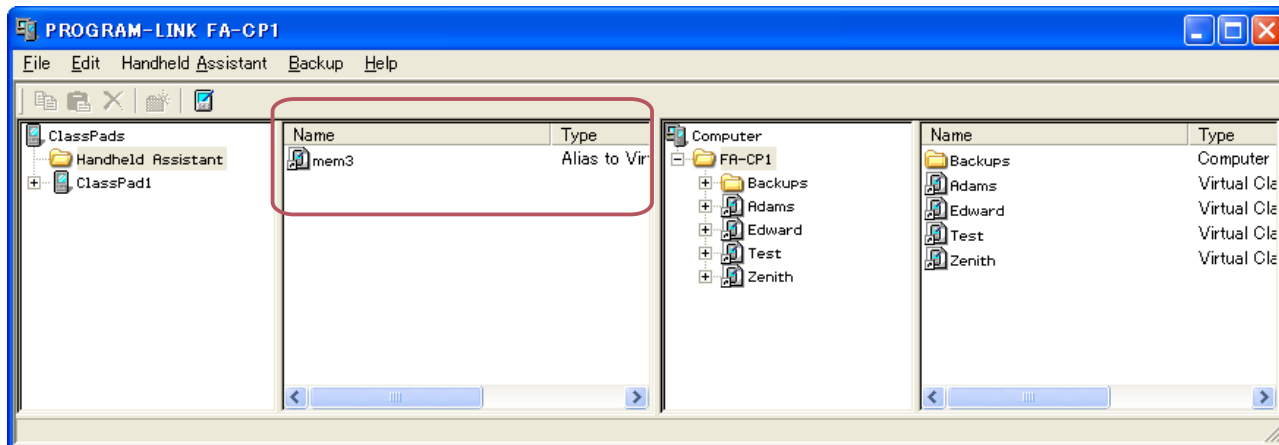 PROGRAM-LINK FA-CP1
File Edit Handheld Assistant Backup Help
ClassPads
Handheld Assistant
ClassPad1
Name Type
mem3 Alias to Vir
Computer
FA-CP1
Backups
Adams
Edward
Test
Zenith
Name Type
Backups Computer
Adams Virtual Cla
Edward Virtual Cla
Test Virtual Cla
Zenith Virtual Cla